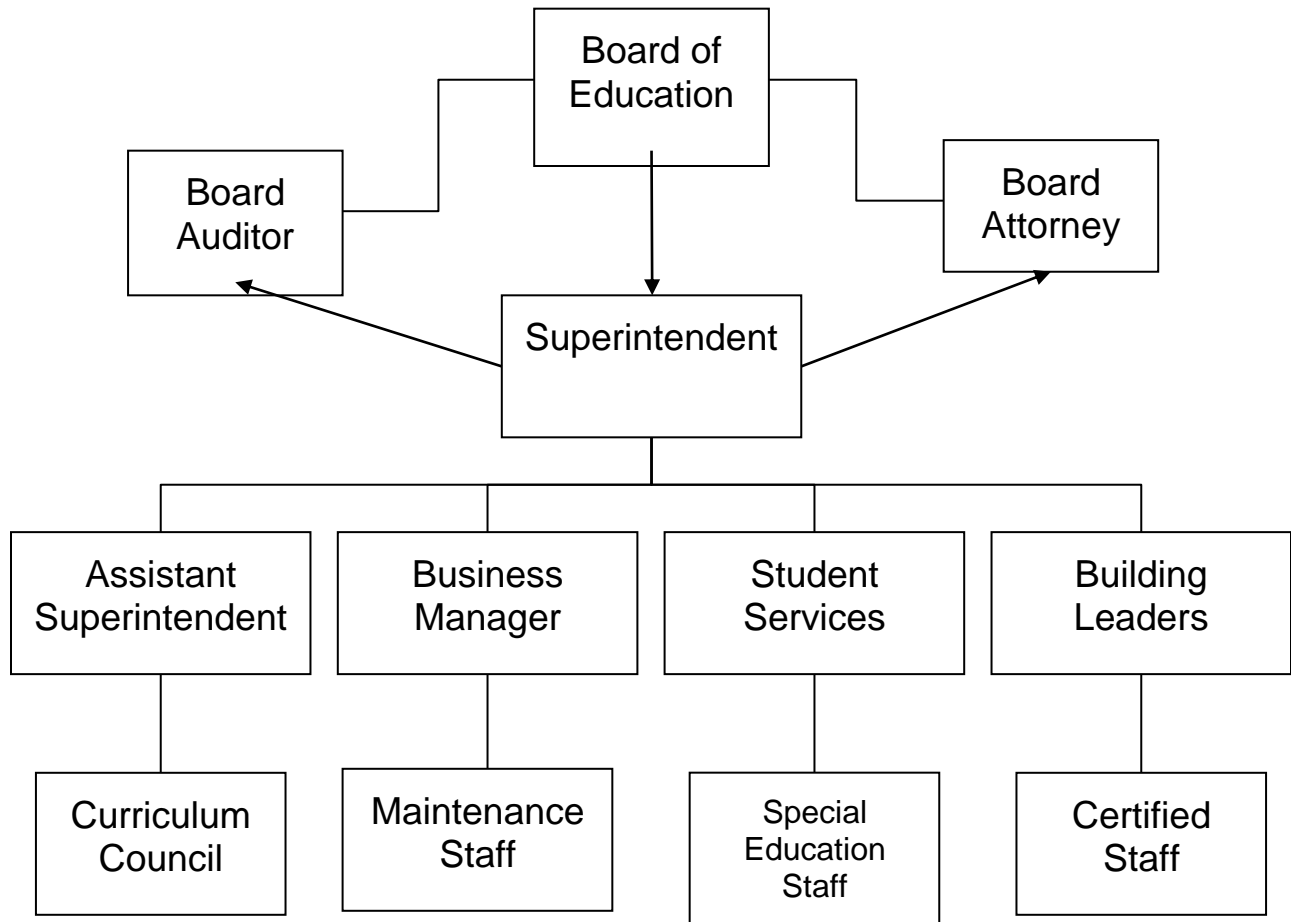 Board of
Education
Board
Auditor
Board
Attorney
Superintendent
Assistant
Superintendent
Business
Manager
Student
Services
Building
Leaders
Curriculum
Council
Maintenance
Staff
Special
Education
Staff
Certified
Staff